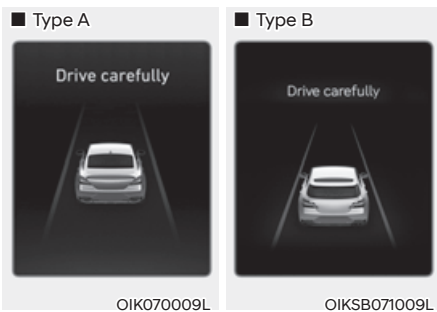 ■ Type A
Drive carefully
OIK070009L
■ Type B
Drive carefully
OIKSB071009L